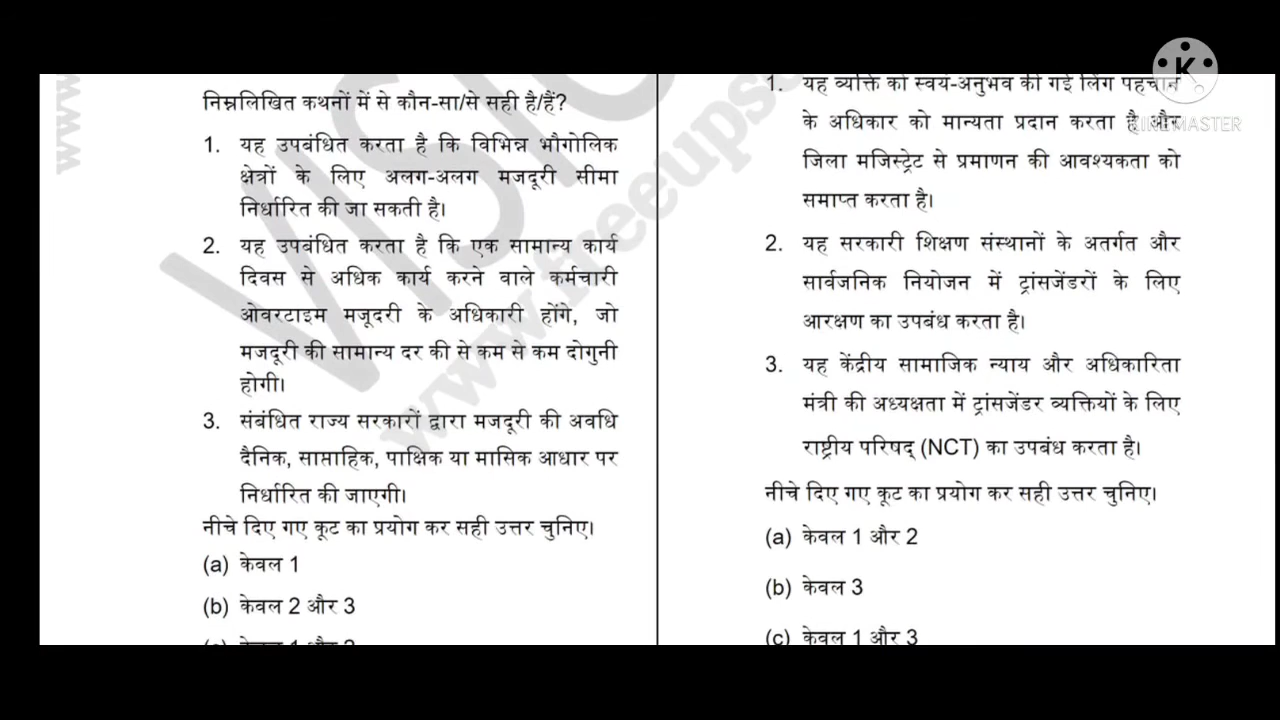 निम्नलिखित कथनों में से कौन-सा/से सही है/हैं?
1. यह उपबंधित करता है कि विभिन्न भौगोलिक
क्षेत्रों के लिए अलग-अलग मजदूरी सीमा
निर्धारित की जा सकती है।
2. यह उपबंधित करता है कि एक सामान्य कार्य
दिवस से अधिक कार्य करने वाले कर्मचारी
ओवरटाइम मजूदरी के अधिकारी होंगे, जो
मजदूरी की सामान्य दर की से कम से कम दोगुनी
होगी।
3. संबंधित राज्य सरकारों द्वारा मजदूरी की अवधि
दैनिक, साप्ताहिक, पाक्षिक या मासिक आधार पर
निर्धारित की जाएगी।
नीचे दिए गए कूट का प्रयोग कर सही उत्तर चुनिए।
(a) केवल 1
(b) केवल 2 और 3
1. यह व्यक्ति को स्वयं-अनुभव की गई लिंग पहचान
के अधिकार को मान्यता प्रदान करता है और
जिला मजिस्ट्रेट से प्रमाणन की आवश्यकता को
समाप्त करता है।
2. यह सरकारी शिक्षण संस्थानों के अतर्गत और
सार्वजनिक नियोजन में ट्रांसजेंडरों के लिए
आरक्षण का उपबंध करता है।
3. यह केंद्रीय सामाजिक न्याय और अधिकारिता
मंत्री की अध्यक्षता में ट्रांसजेंडर व्यक्तियों के लिए
राष्ट्रीय परिषद् (NCT) का उपबंध करता है।
नीचे दिए गए कूट का प्रयोग कर सही उत्तर चुनिए।
(a) केवल 1 और 2
(b) केवल 3
(c) केवल 1 और 3
K
KINEMASTER
VISIO
www.freeups
www